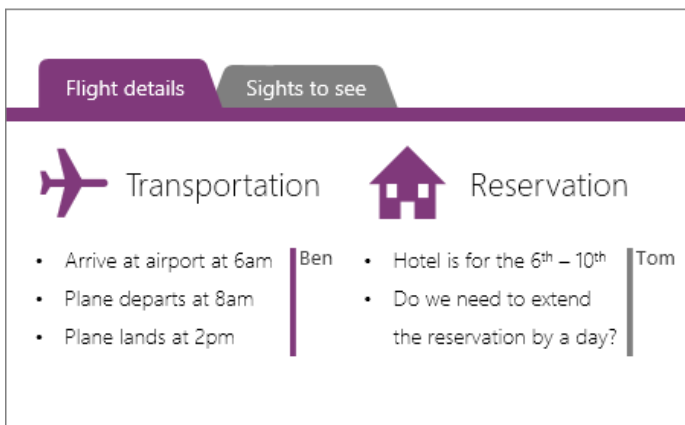 Flight details
Sights to see
Transportation
• Arrive at airport at 6am
• Plane departs at 8am
• Plane lands at 2pm
Ben
Reservation
• Hotel is for the 6th – 10th
• Do we need to extend
the reservation by a day?
Tom